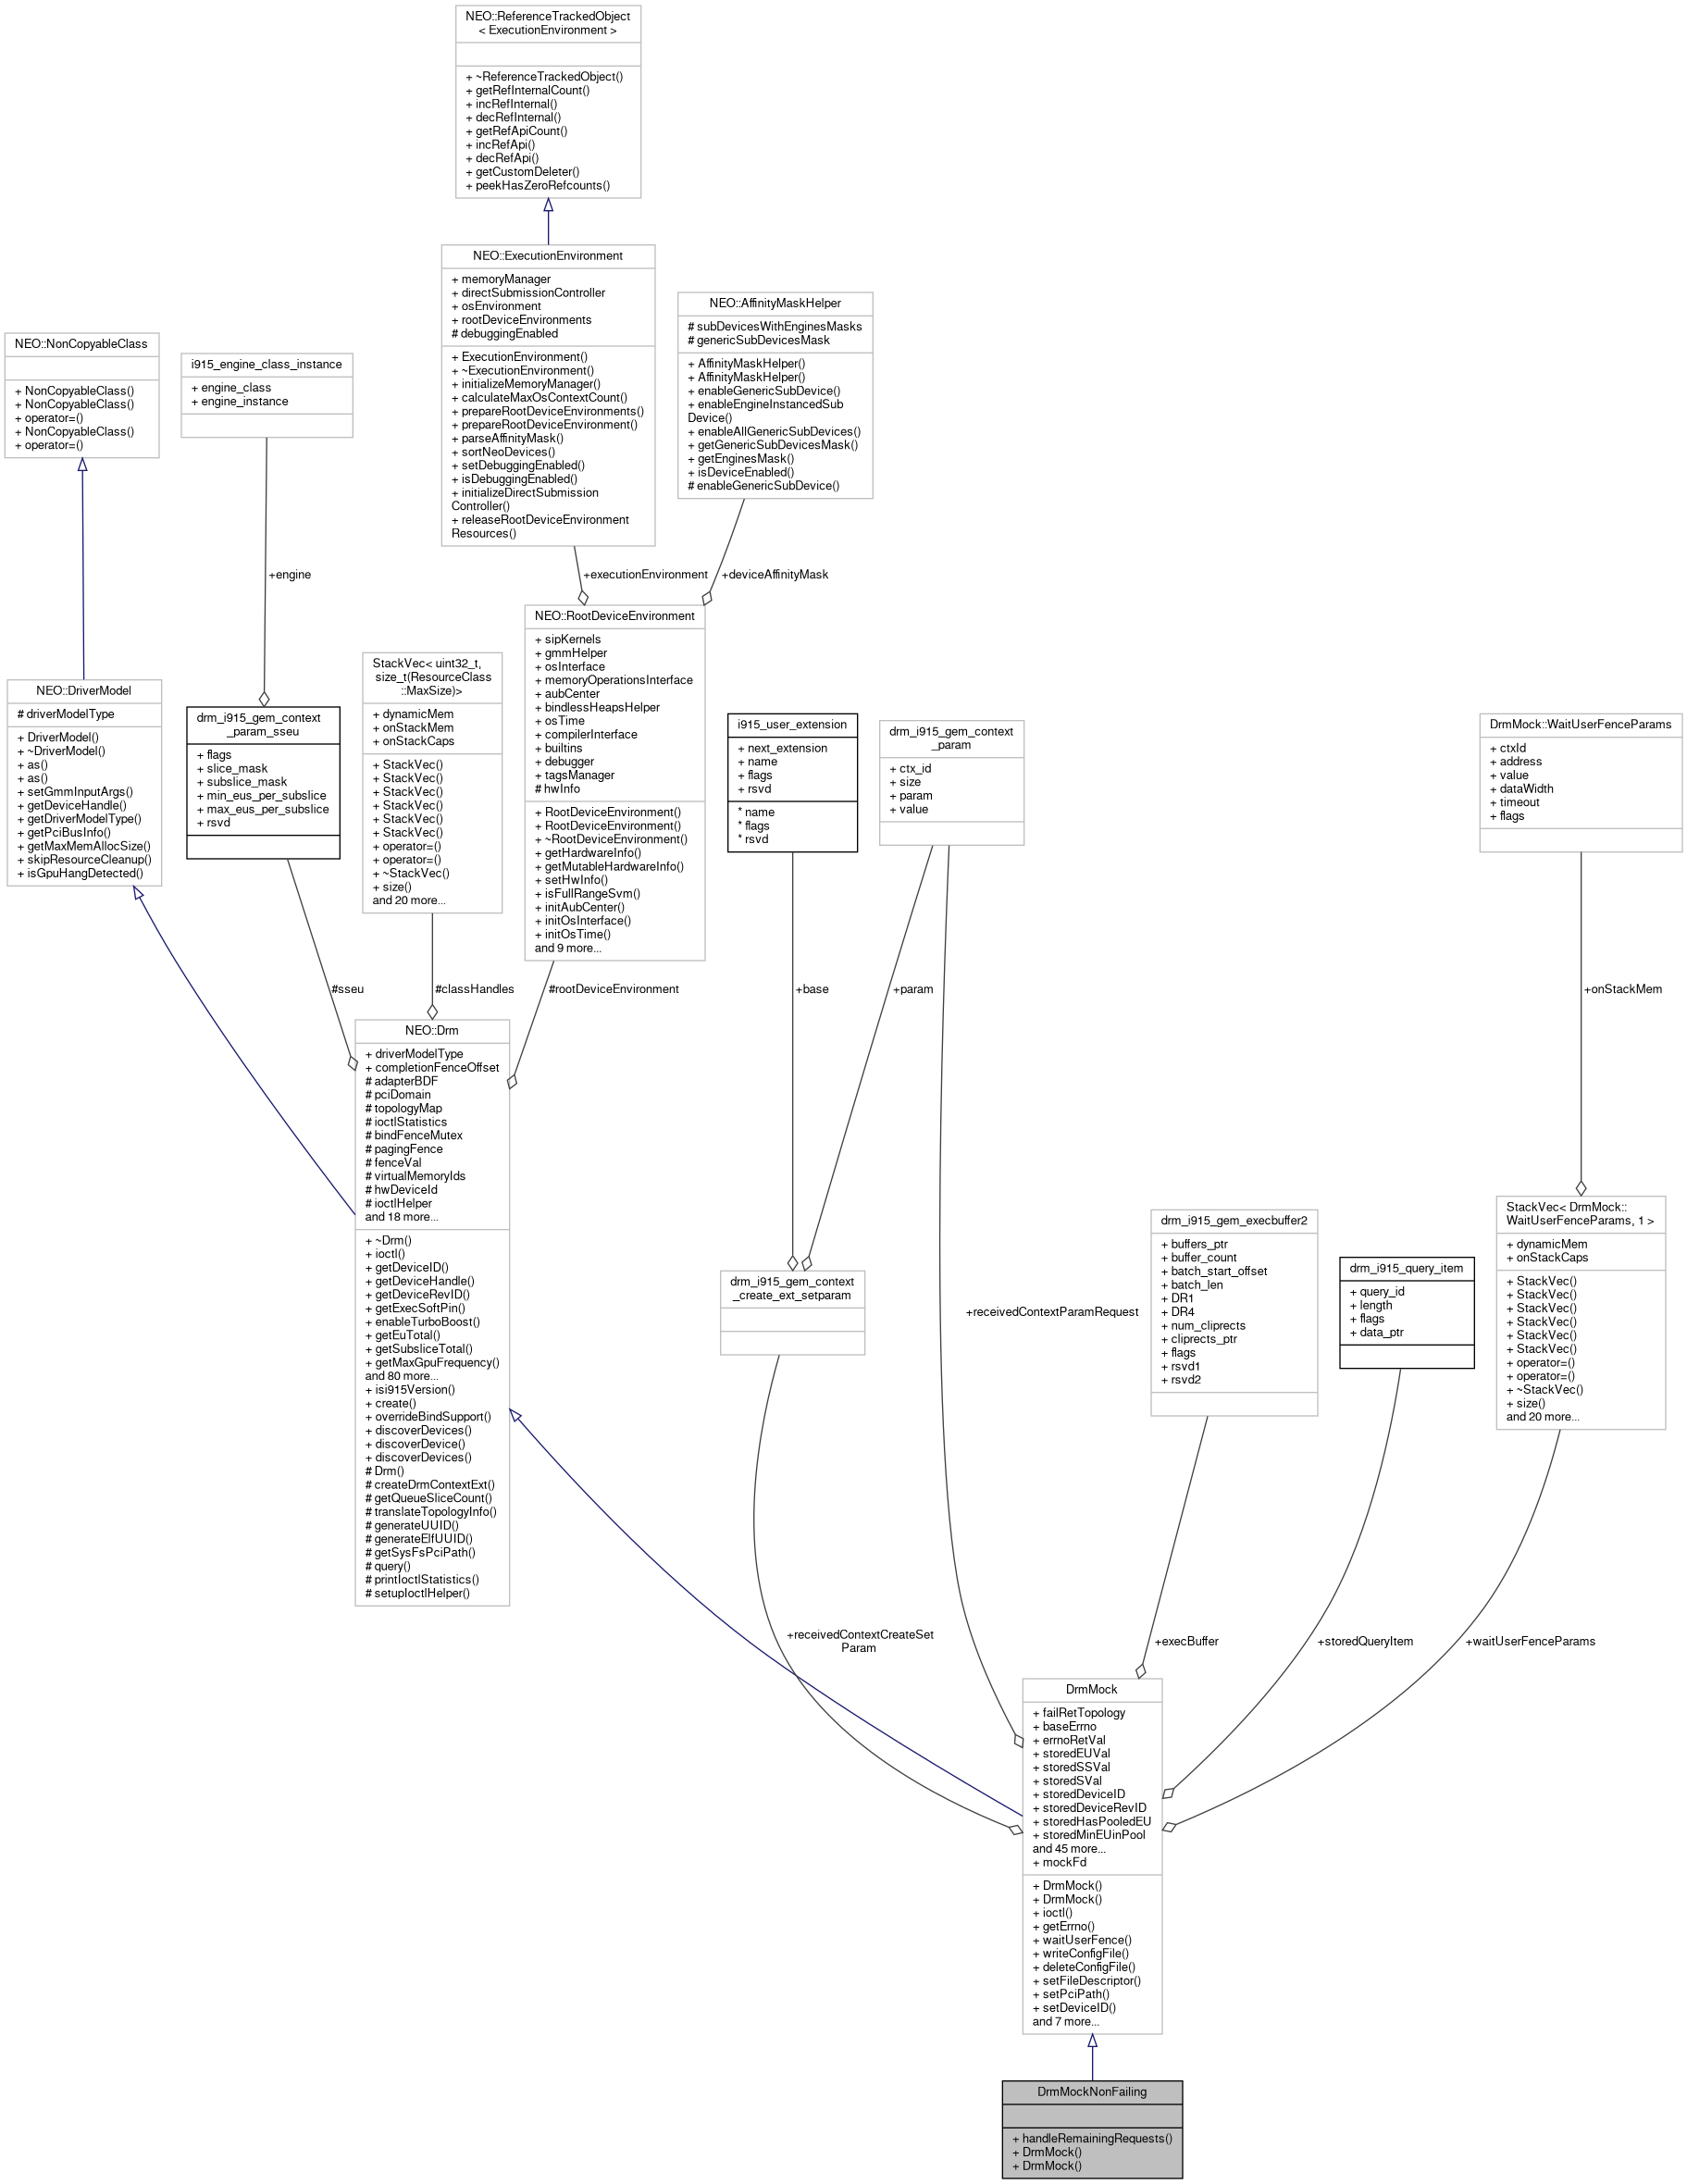 NEO::ReferenceTrackedObject
< ExecutionEnvironment >
+ ~ReferenceTrackedObject()
+ getRefInternalCount()
+ incRefInternal()
+ decRefInternal()
+ getRefApiCount()
+ incRefApi()
+ decRefApi()
+ getCustomDeleter()
+ peekHasZeroRefcounts()
NEO::ExecutionEnvironment
+ memoryManager
+ directSubmissionController
+ osEnvironment
+ rootDeviceEnvironments
# debuggingEnabled
+ ExecutionEnvironment()
+ ~ExecutionEnvironment()
+ initializeMemoryManager()
+ calculateMaxOsContextCount()
+ prepareRootDeviceEnvironments()
+ prepareRootDeviceEnvironment()
+ parseAffinityMask()
+ sortNeoDevices()
+ setDebuggingEnabled()
+ isDebuggingEnabled()
+ initializeDirectSubmission
Controller()
+ releaseRootDeviceEnvironment
Resources()
NEO::AffinityMaskHelper
# subDevicesWithEnginesMasks
# genericSubDevicesMask
+ AffinityMaskHelper()
+ AffinityMaskHelper()
+ enableGenericSubDevice()
+ enableEngineInstancedSub
Device()
+ enableAllGenericSubDevices()
+ getGenericSubDevicesMask()
+ getEnginesMask()
+ isDeviceEnabled()
# enableGenericSubDevice()
NEO::NonCopyableClass
+ NonCopyableClass()
+ NonCopyableClass()
+ operator=()
+ NonCopyableClass()
+ operator=()
i915_engine_class_instance
+ engine_class
+ engine_instance
+engine
+executionEnvironment
+deviceAffinityMask
NEO::DriverModel
# driverModelType
+ DriverModel()
+ ~DriverModel()
+ as()
+ as()
+ setGmmInputArgs()
+ getDeviceHandle()
+ getDriverModelType()
+ getPciBusInfo()
+ getMaxMemAllocSize()
+ skipResourceCleanup()
+ isGpuHangDetected()
drm_i915_gem_context
_param_sseu
+ flags
+ slice_mask
+ subslice_mask
+ min_eus_per_subslice
+ max_eus_per_subslice
+ rsvd
StackVec< uint32_t,
size_t(ResourceClass
::MaxSize)>
+ dynamicMem
+ onStackMem
+ onStackCaps
+ StackVec()
+ StackVec()
+ StackVec()
+ StackVec()
+ StackVec()
+ StackVec()
+ operator=()
+ operator=()
+ ~StackVec()
+ size()
and 20 more...
NEO::RootDeviceEnvironment
+ sipKernels
+ gmmHelper
+ osInterface
+ memoryOperationsInterface
+ aubCenter
+ bindlessHeapsHelper
+ osTime
+ compilerInterface
+ builtins
+ debugger
+ tagsManager
# hwInfo
+ RootDeviceEnvironment()
+ RootDeviceEnvironment()
+ ~RootDeviceEnvironment()
+ getHardwareInfo()
+ getMutableHardwareInfo()
+ setHwInfo()
+ isFullRangeSvm()
+ initAubCenter()
+ initOsInterface()
+ initOsTime()
and 9 more...
i915_user_extension
+ next_extension
+ name
+ flags
+ rsvd
* name
* flags
* rsvd
drm_i915_gem_context
_param
+ ctx_id
+ size
+ param
+ value
DrmMock::WaitUserFenceParams
+ ctxId
+ address
+ value
+ dataWidth
+ timeout
+ flags
#sseu
#classHandles
#rootDeviceEnvironment
+base
+param
+onStackMem
NEO::Drm
+ driverModelType
+ completionFenceOffset
# adapterBDF
# pciDomain
# topologyMap
# ioctlStatistics
# bindFenceMutex
# pagingFence
# fenceVal
# virtualMemoryIds
# hwDeviceId
# ioctlHelper
and 18 more...
+ ~Drm()
+ ioctl()
+ getDeviceID()
+ getDeviceHandle()
+ getDeviceRevID()
+ getExecSoftPin()
+ enableTurboBoost()
+ getEuTotal()
+ getSubsliceTotal()
+ getMaxGpuFrequency()
and 80 more...
+ isi915Version()
+ create()
+ overrideBindSupport()
+ discoverDevices()
+ discoverDevice()
+ discoverDevices()
# Drm()
# createDrmContextExt()
# getQueueSliceCount()
# translateTopologyInfo()
# generateUUID()
# generateElfUUID()
# getSysFsPciPath()
# query()
# printIoctlStatistics()
# setupIoctlHelper()
drm_i915_gem_context
_create_ext_setparam
+receivedContextParamRequest
drm_i915_gem_execbuffer2
+ buffers_ptr
+ buffer_count
+ batch_start_offset
+ batch_len
+ DR1
+ DR4
+ num_cliprects
+ cliprects_ptr
+ flags
+ rsvd1
+ rsvd2
drm_i915_query_item
+ query_id
+ length
+ flags
+ data_ptr
StackVec< DrmMock::
WaitUserFenceParams, 1 >
+ dynamicMem
+ onStackCaps
+ StackVec()
+ StackVec()
+ StackVec()
+ StackVec()
+ StackVec()
+ StackVec()
+ operator=()
+ operator=()
+ ~StackVec()
+ size()
and 20 more...
+receivedContextCreateSet
Param
+execBuffer
+storedQueryItem
+waitUserFenceParams
DrmMock
+ failRetTopology
+ baseErrno
+ errnoRetVal
+ storedEUVal
+ storedSSVal
+ storedSVal
+ storedDeviceID
+ storedDeviceRevID
+ storedHasPooledEU
+ storedMinEUinPool
and 45 more...
+ mockFd
+ DrmMock()
+ DrmMock()
+ ioctl()
+ getErrno()
+ waitUserFence()
+ writeConfigFile()
+ deleteConfigFile()
+ setFileDescriptor()
+ setPciPath()
+ setDeviceID()
and 7 more...
DrmMockNonFailing
+ handleRemainingRequests()
+ DrmMock()
+ DrmMock()